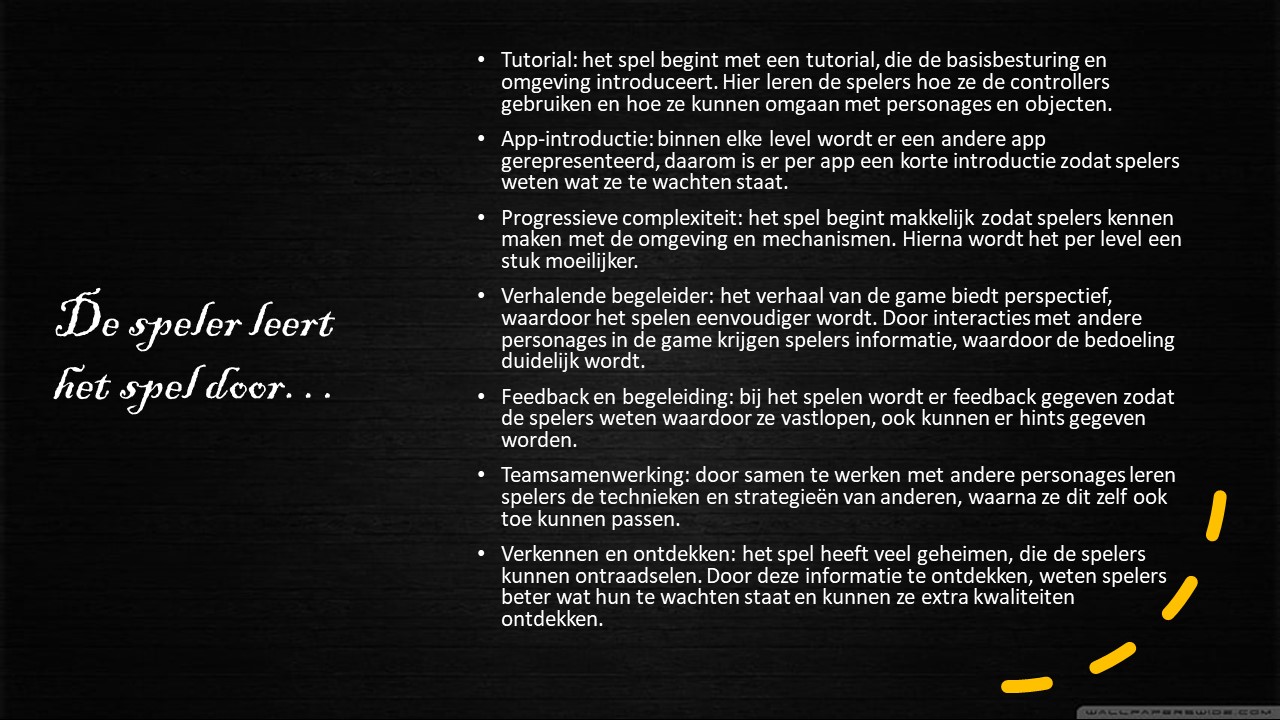 De speler leert
het spel door...
• Tutorial: het spel begint met een tutorial, die de basisbesturing en
omgeving introduceert. Hier leren de spelers hoe ze de controllers
gebruiken en hoe ze kunnen omgaan met personages en objecten.
• App-introductie: binnen elke level wordt er een andere app
gerepresenteerd, daarom is er per app een korte introductie zodat spelers
weten wat ze te wachten staat.
• Progressieve complexiteit: het spel begint makkelijk zodat spelers kennen
maken met de omgeving en mechanismen. Hierna wordt het per level een
stuk moeilijker.
• Verhalende begeleider: het verhaal van de game biedt perspectief,
waardoor het spelen eenvoudiger wordt. Door interacties met andere
personages in de game krijgen spelers informatie, waardoor de bedoeling
duidelijk wordt.
• Feedback en begeleiding: bij het spelen wordt er feedback gegeven zodat
de spelers weten waardoor ze vastlopen, ook kunnen er hints gegeven
worden.
• Teamsamenwerking: door samen te werken met andere personages leren
spelers de technieken en strategieën van anderen, waarna ze dit zelf ook
toe kunnen passen.
• Verkennen en ontdekken: het spel heeft veel geheimen, die de spelers
kunnen ontraadselen. Door deze informatie te ontdekken, weten spelers
beter wat hun te wachten staat en kunnen ze extra kwaliteiten
ontdekken.
WALLPAPERSWIDE.COM